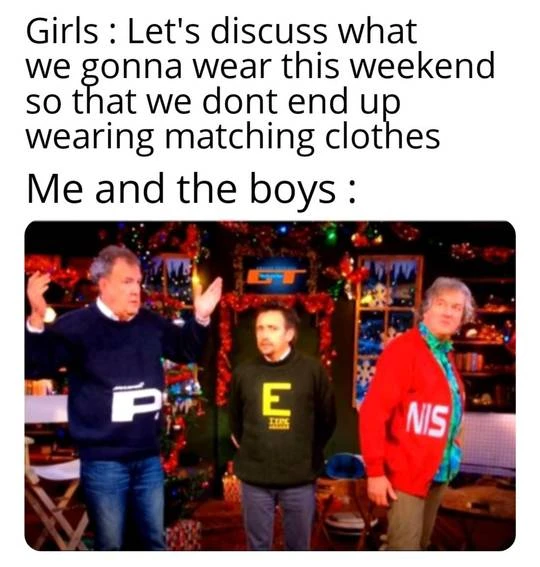 Girls : Let's discuss what
we gonna wear this weekend
so that we dont end up
wearing matching clothes
Me and the boys :
GT
P
E
NIS